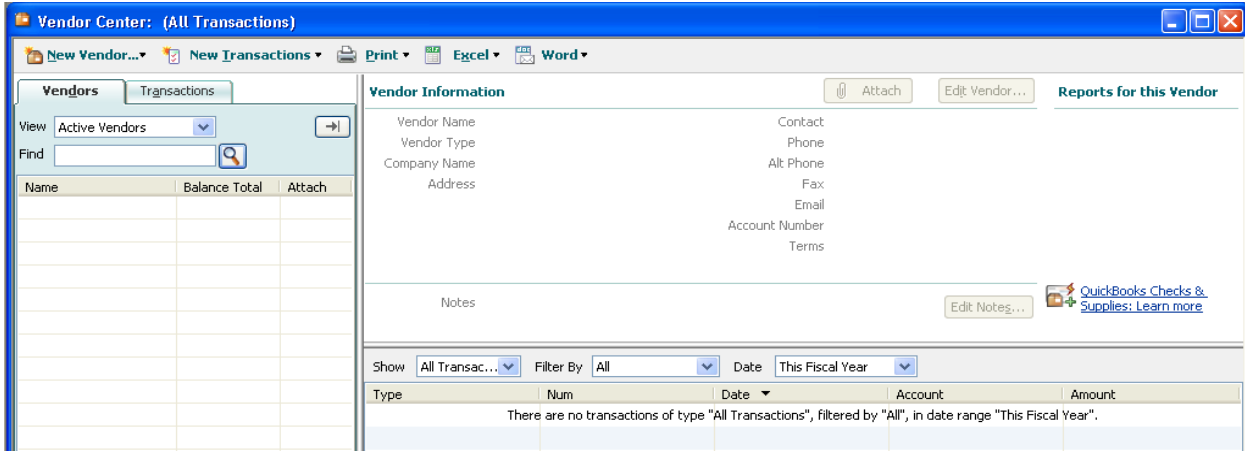 Vendor Center: (All Transactions)
New Vendor... New Transactions Print Excel Word
Vendors Transactions
View Active Vendors
Find
Name Balance Total Attach
Vendor Information Attach Edit Vendor... Reports for this Vendor
Vendor Name Contact
Vendor Type Phone
Company Name Alt Phone
Address Fax
Email
Account Number
Terms
Notes Edit Notes...
QuickBooks Checks &
Supplies: Learn more
Show All Transac... Filter By All Date This Fiscal Year
Type Num Date Account Amount
There are no transactions of type "All Transactions", filtered by "All", in date range "This Fiscal Year".